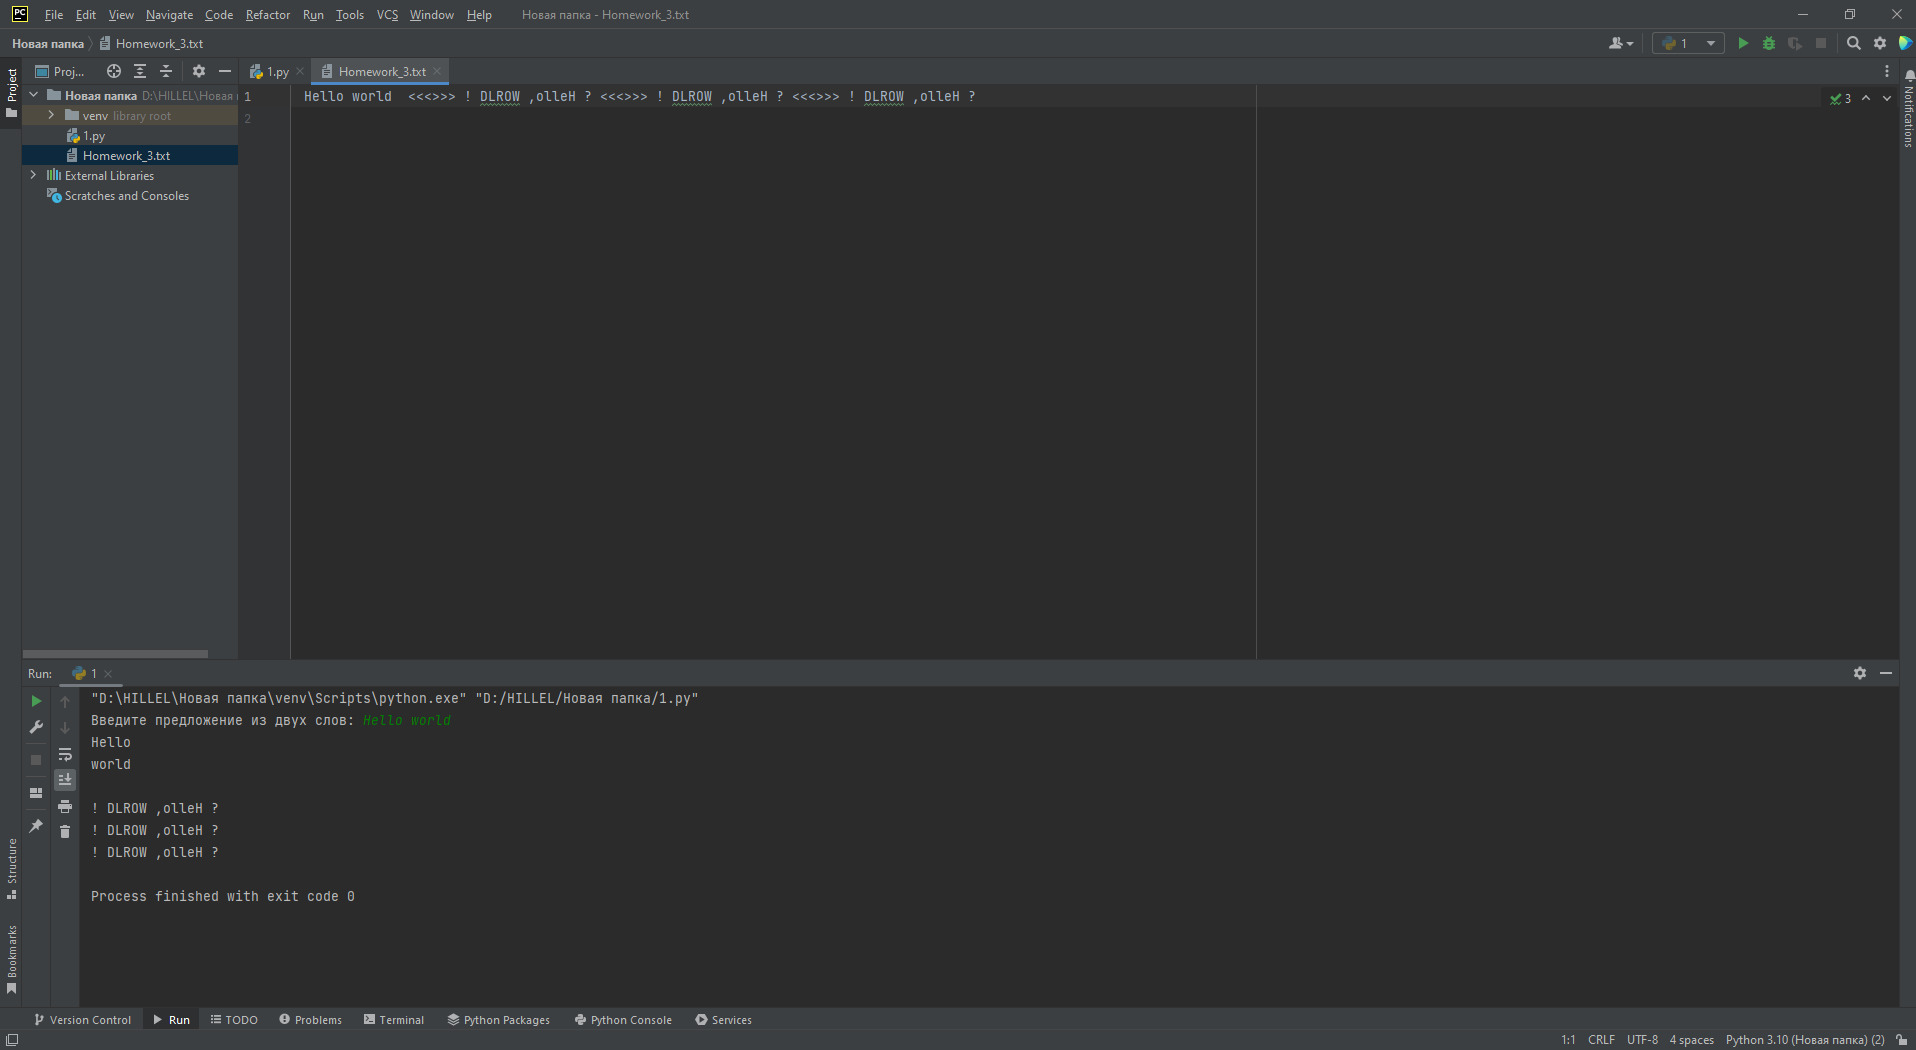 PC File Edit View Navigate Code Refactor Run Tools VCS Window Help Новая папка - Homework_3.txt
Новая папка Homework_3.txt 1
Project Proj... 1.py Homework_3.txt
Новая папка D:\HILLEL\Новая 1 Hello world  <<<>>> ! DLROW ,olleH ? <<<>>> ! DLROW ,olleH ? <<<>>> ! DLROW ,olleH ? 3
venv library root 2
1.py
Homework_3.txt
External Libraries
Scratches and Consoles
Notifications
Run: 1
"D:\HILLEL\Новая папка\venv\Scripts\python.exe" "D:/HILLEL/Новая папка/1.py"
Введите предложение из двух слов: Hello world
Hello
world
! DLROW ,olleH ?
! DLROW ,olleH ?
! DLROW ,olleH ?
Process finished with exit code 0
Structure
Bookmarks
Version Control Run TODO Problems Terminal Python Packages Python Console Services
1:1 CRLF UTF-8 4 spaces Python 3.10 (Новая папка) (2)